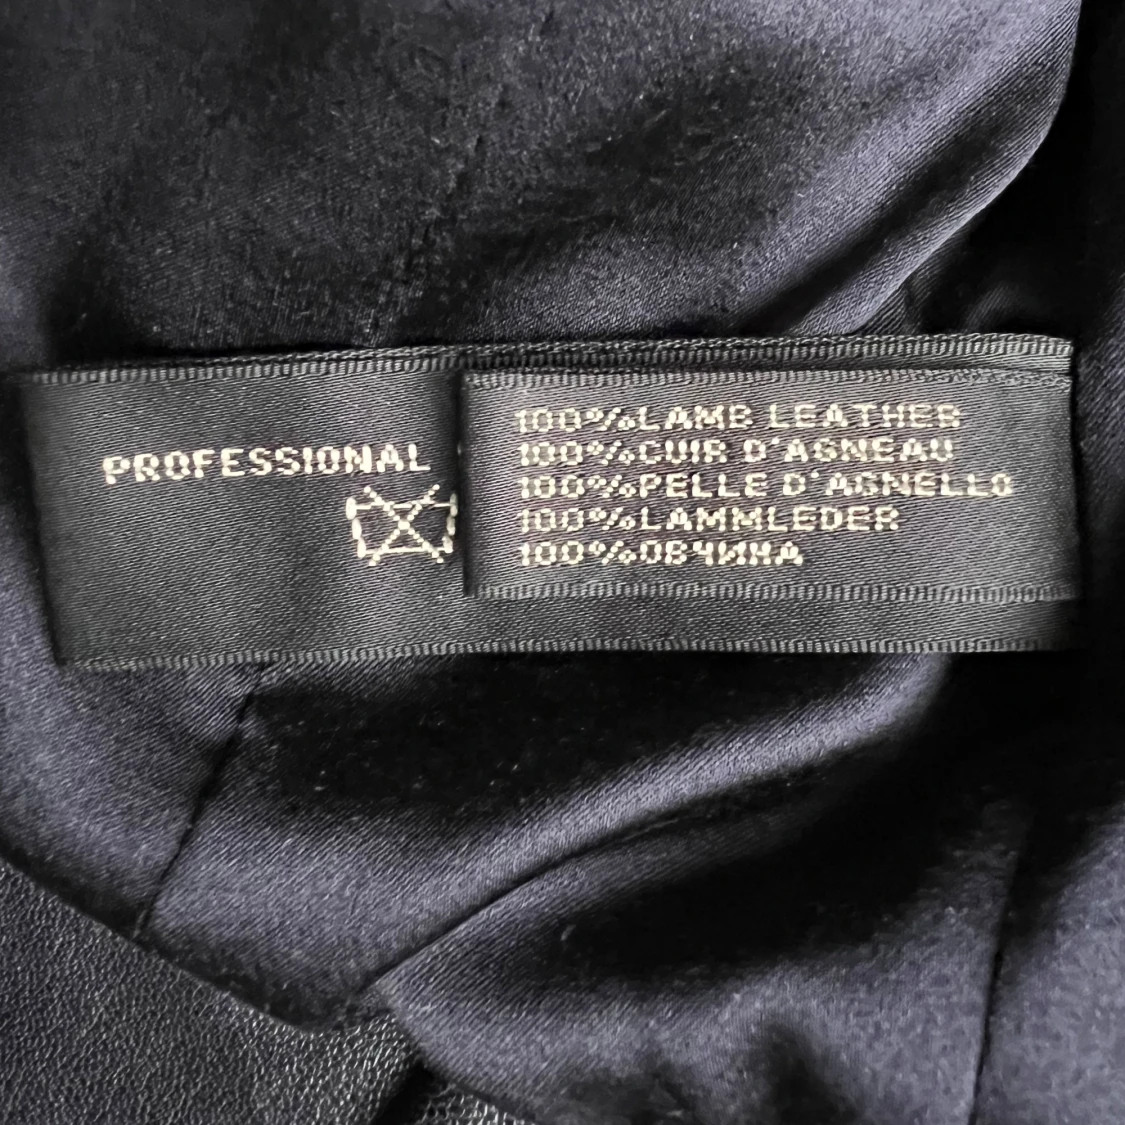 PROFESSIONAL
100%LAMB LEATHER
100%CUIR D'AGNEAU
100%PELLE D'AGNELLO
100%LAMMLEDER
100%ОВЧИНА